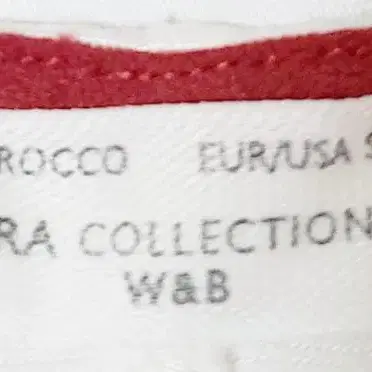 ROCCO EUR/USA S
RA COLLECTION
W&B